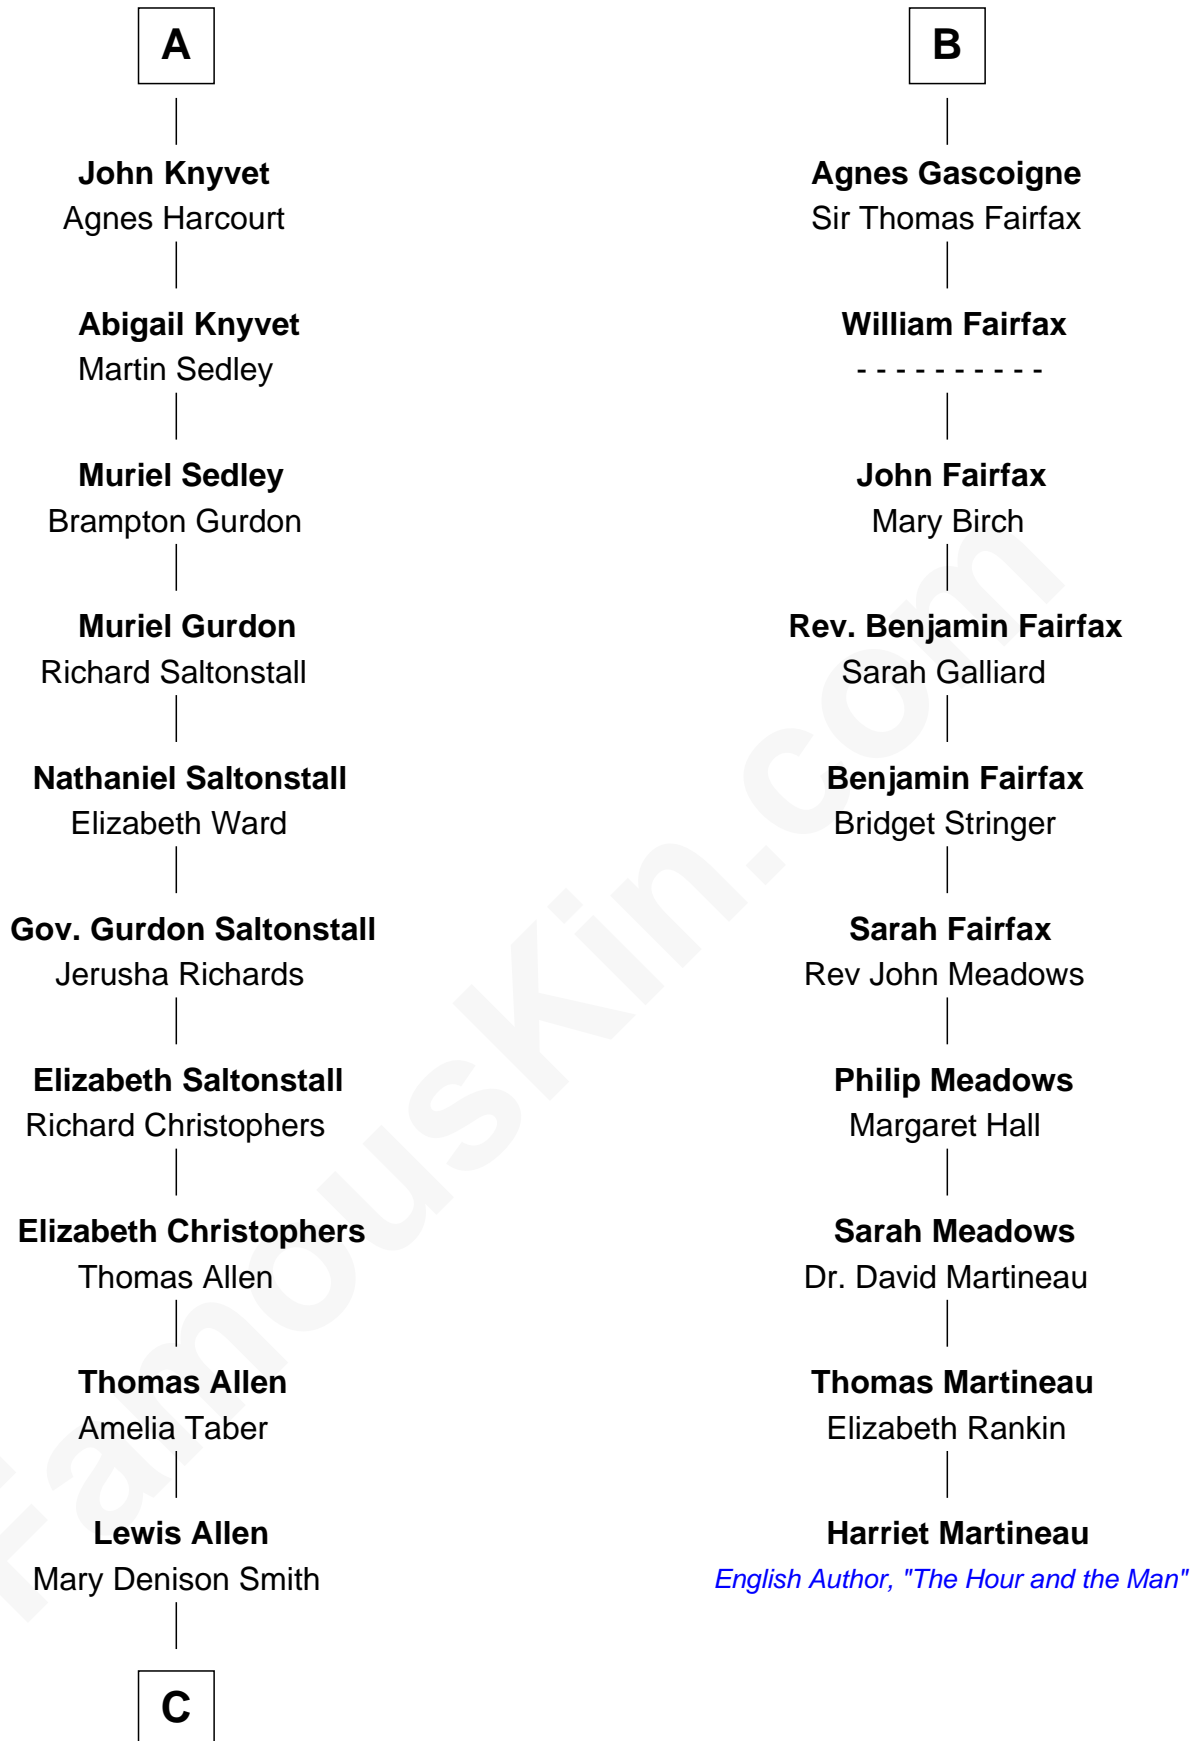 A
John Knyvet
Agnes Harcourt
Abigail Knyvet
Martin Sedley
Muriel Sedley
Brampton Gurdon
Muriel Gurdon
Richard Saltonstall
Nathaniel Saltonstall
Elizabeth Ward
Gov. Gurdon Saltonstall
Jerusha Richards
Elizabeth Saltonstall
Richard Christophers
Elizabeth Christophers
Thomas Allen
Thomas Allen
Amelia Taber
Lewis Allen
Mary Denison Smith
C
B
Agnes Gascoigne
Sir Thomas Fairfax
William Fairfax
- - - - - - - - - -
John Fairfax
Mary Birch
Rev. Benjamin Fairfax
Sarah Galliard
Benjamin Fairfax
Bridget Stringer
Sarah Fairfax
Rev John Meadows
Philip Meadows
Margaret Hall
Sarah Meadows
Dr. David Martineau
Thomas Martineau
Elizabeth Rankin
Harriet Martineau
English Author, "The Hour and the Man"
FamousKin.com